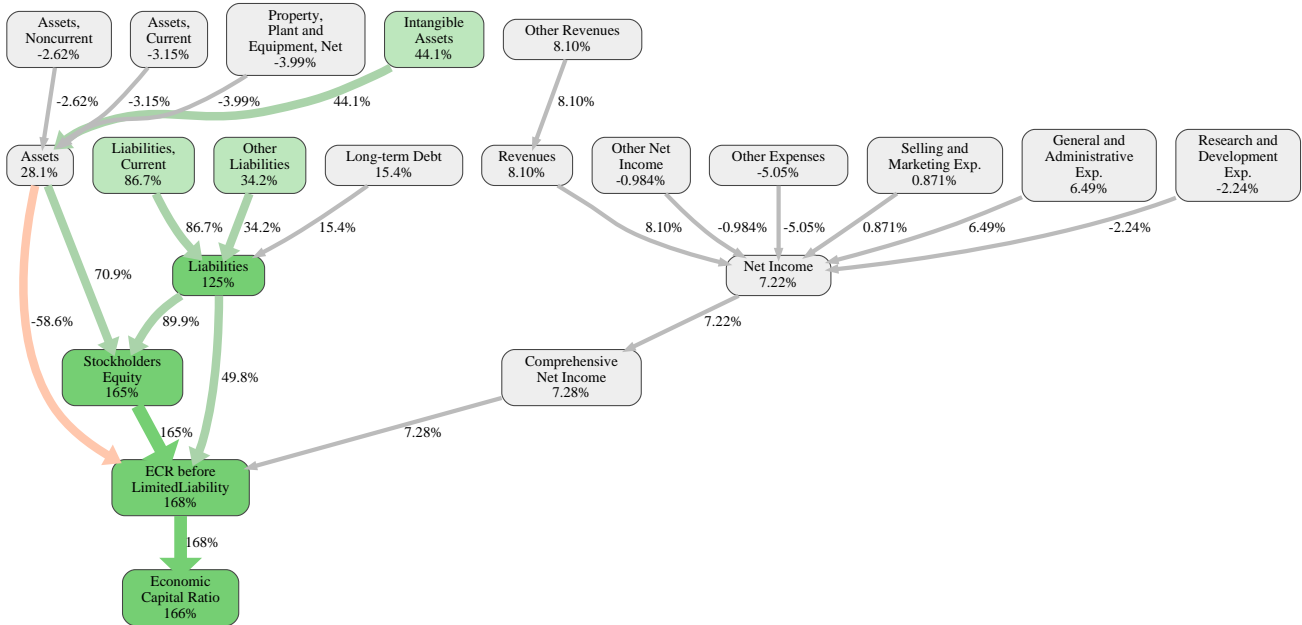 Assets,
Noncurrent
-2.62%
Assets,
Current
-3.15%
Property,
Plant and
Equipment, Net
-3.99%
Intangible
Assets
44.1%
Other Revenues
8.10%
-2.62%
-3.15%
-3.99%
44.1%
8.10%
Assets
28.1%
Liabilities,
Current
86.7%
Other
Liabilities
34.2%
Long-term Debt
15.4%
Revenues
8.10%
Other Net
Income
-0.984%
Other Expenses
-5.05%
Selling and
Marketing Exp.
0.871%
General and
Administrative
Exp.
6.49%
Research and
Development
Exp.
-2.24%
86.7%
34.2%
15.4%
8.10%
-0.984%
-5.05%
0.871%
6.49%
-2.24%
70.9%
Liabilities
125%
Net Income
7.22%
-58.6%
89.9%
7.22%
Stockholders
Equity
165%
49.8%
Comprehensive
Net Income
7.28%
165%
7.28%
ECR before
LimitedLiability
168%
168%
Economic
Capital Ratio
166%